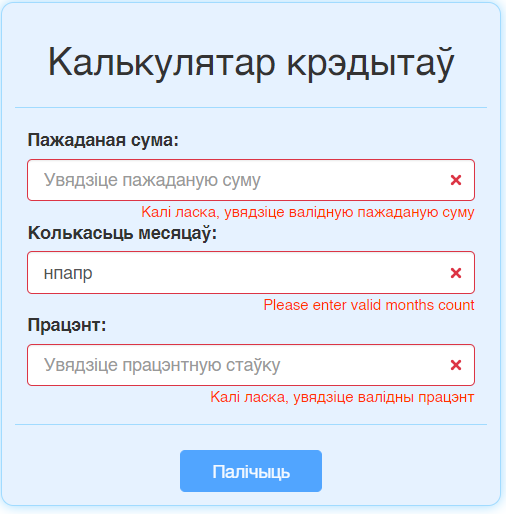 Калькулятар крэдытаў
Пажаданая сума:
Увядзіце пажаданую суму
Калі ласка, увядзіце валідную пажаданую суму
Колькасьць месяцаў:
нпапр
Please enter valid months count
Працэнт:
Увядзіце працэнтную стаўку
Калі ласка, увядзіце валідны працэнт
Палічыць